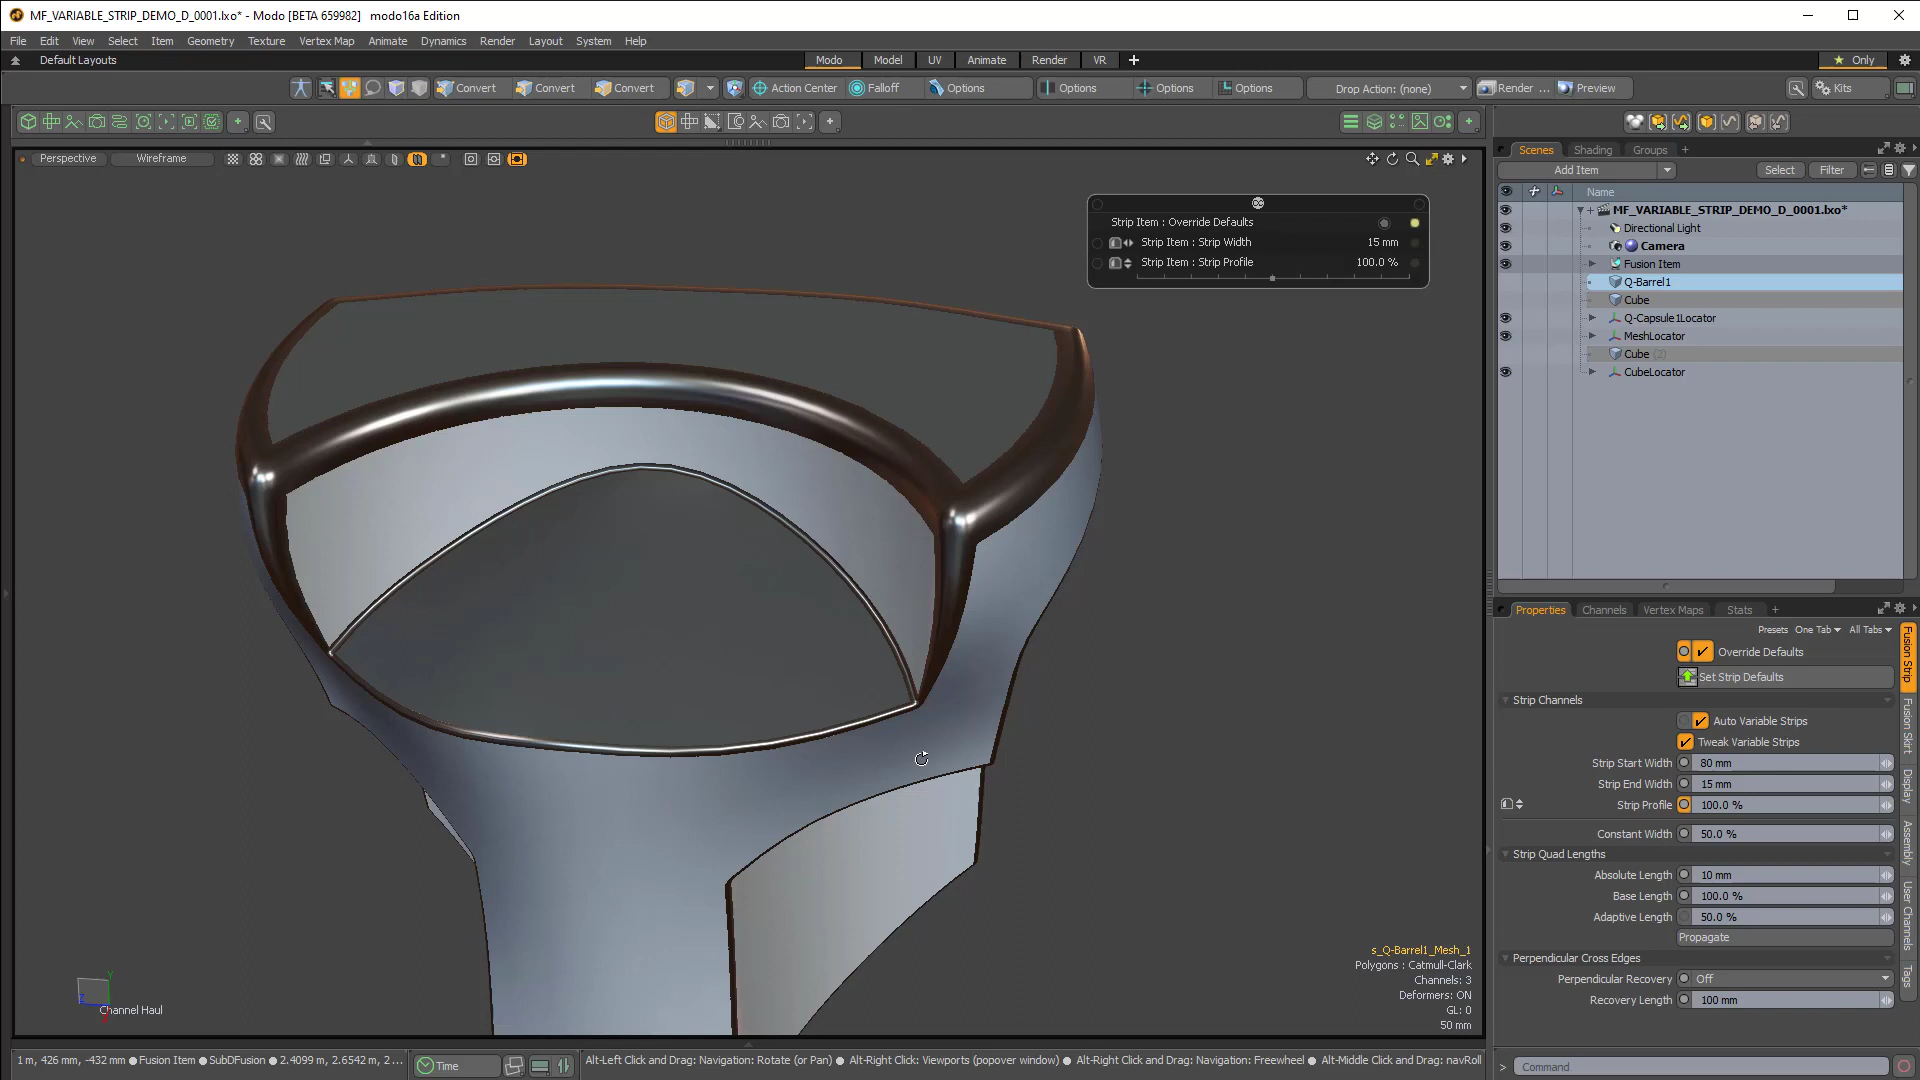 MF_VARIABLE_STRIP_DEMO_D_0001.lxo* - Modo [BETA 659982] modo16a Edition
File Edit View Select Item Geometry Texture Vertex Map Animate Dynamics Render Layout System Help
Default Layouts Modo Model UV Animate Render VR + Only
Convert Convert Convert Action Center Falloff Options Options Options Options Drop Action: (none) Render ... Preview Kits
Perspective Wireframe
Strip Item : Override Defaults
Strip Item : Strip Width 15 mm
Strip Item : Strip Profile 100.0 %
Scenes Shading Groups +
Add Item Select Filter
Name
MF_VARIABLE_STRIP_DEMO_D_0001.lxo*
Directional Light
Camera
Fusion Item
Q-Barrel1
Cube
Q-Capsule1Locator
MeshLocator
Cube (2)
CubeLocator
Properties Channels Vertex Maps Stats +
Presets One Tab All Tabs
Override Defaults
Set Strip Defaults
Strip Channels
Auto Variable Strips
Tweak Variable Strips
Strip Start Width 80 mm
Strip End Width 15 mm
Strip Profile 100.0 %
Constant Width 50.0 %
Strip Quad Lengths
Absolute Length 10 mm
Base Length 100.0 %
Adaptive Length 50.0 %
Propagate
Perpendicular Cross Edges
Perpendicular Recovery Off
Recovery Length 100 mm
Fusion Strip
Fusion Skirt
Display
Assembly
User Channels
Tags
s_Q-Barrel1_Mesh_1
Polygons : Catmull-Clark
Channels: 3
Deformers: ON
GL: 0
50 mm
Y
Z
Channel Haul
1 m, 426 mm, -432 mm ● Fusion Item ● SubDFusion ● 2.4099 m, 2.6542 m, 2...
Time
Alt-Left Click and Drag: Navigation: Rotate (or Pan) ● Alt-Right Click: Viewports (popover window) ● Alt-Right Click and Drag: Navigation: Freewheel ● Alt-Middle Click and Drag: navRoll
> Command